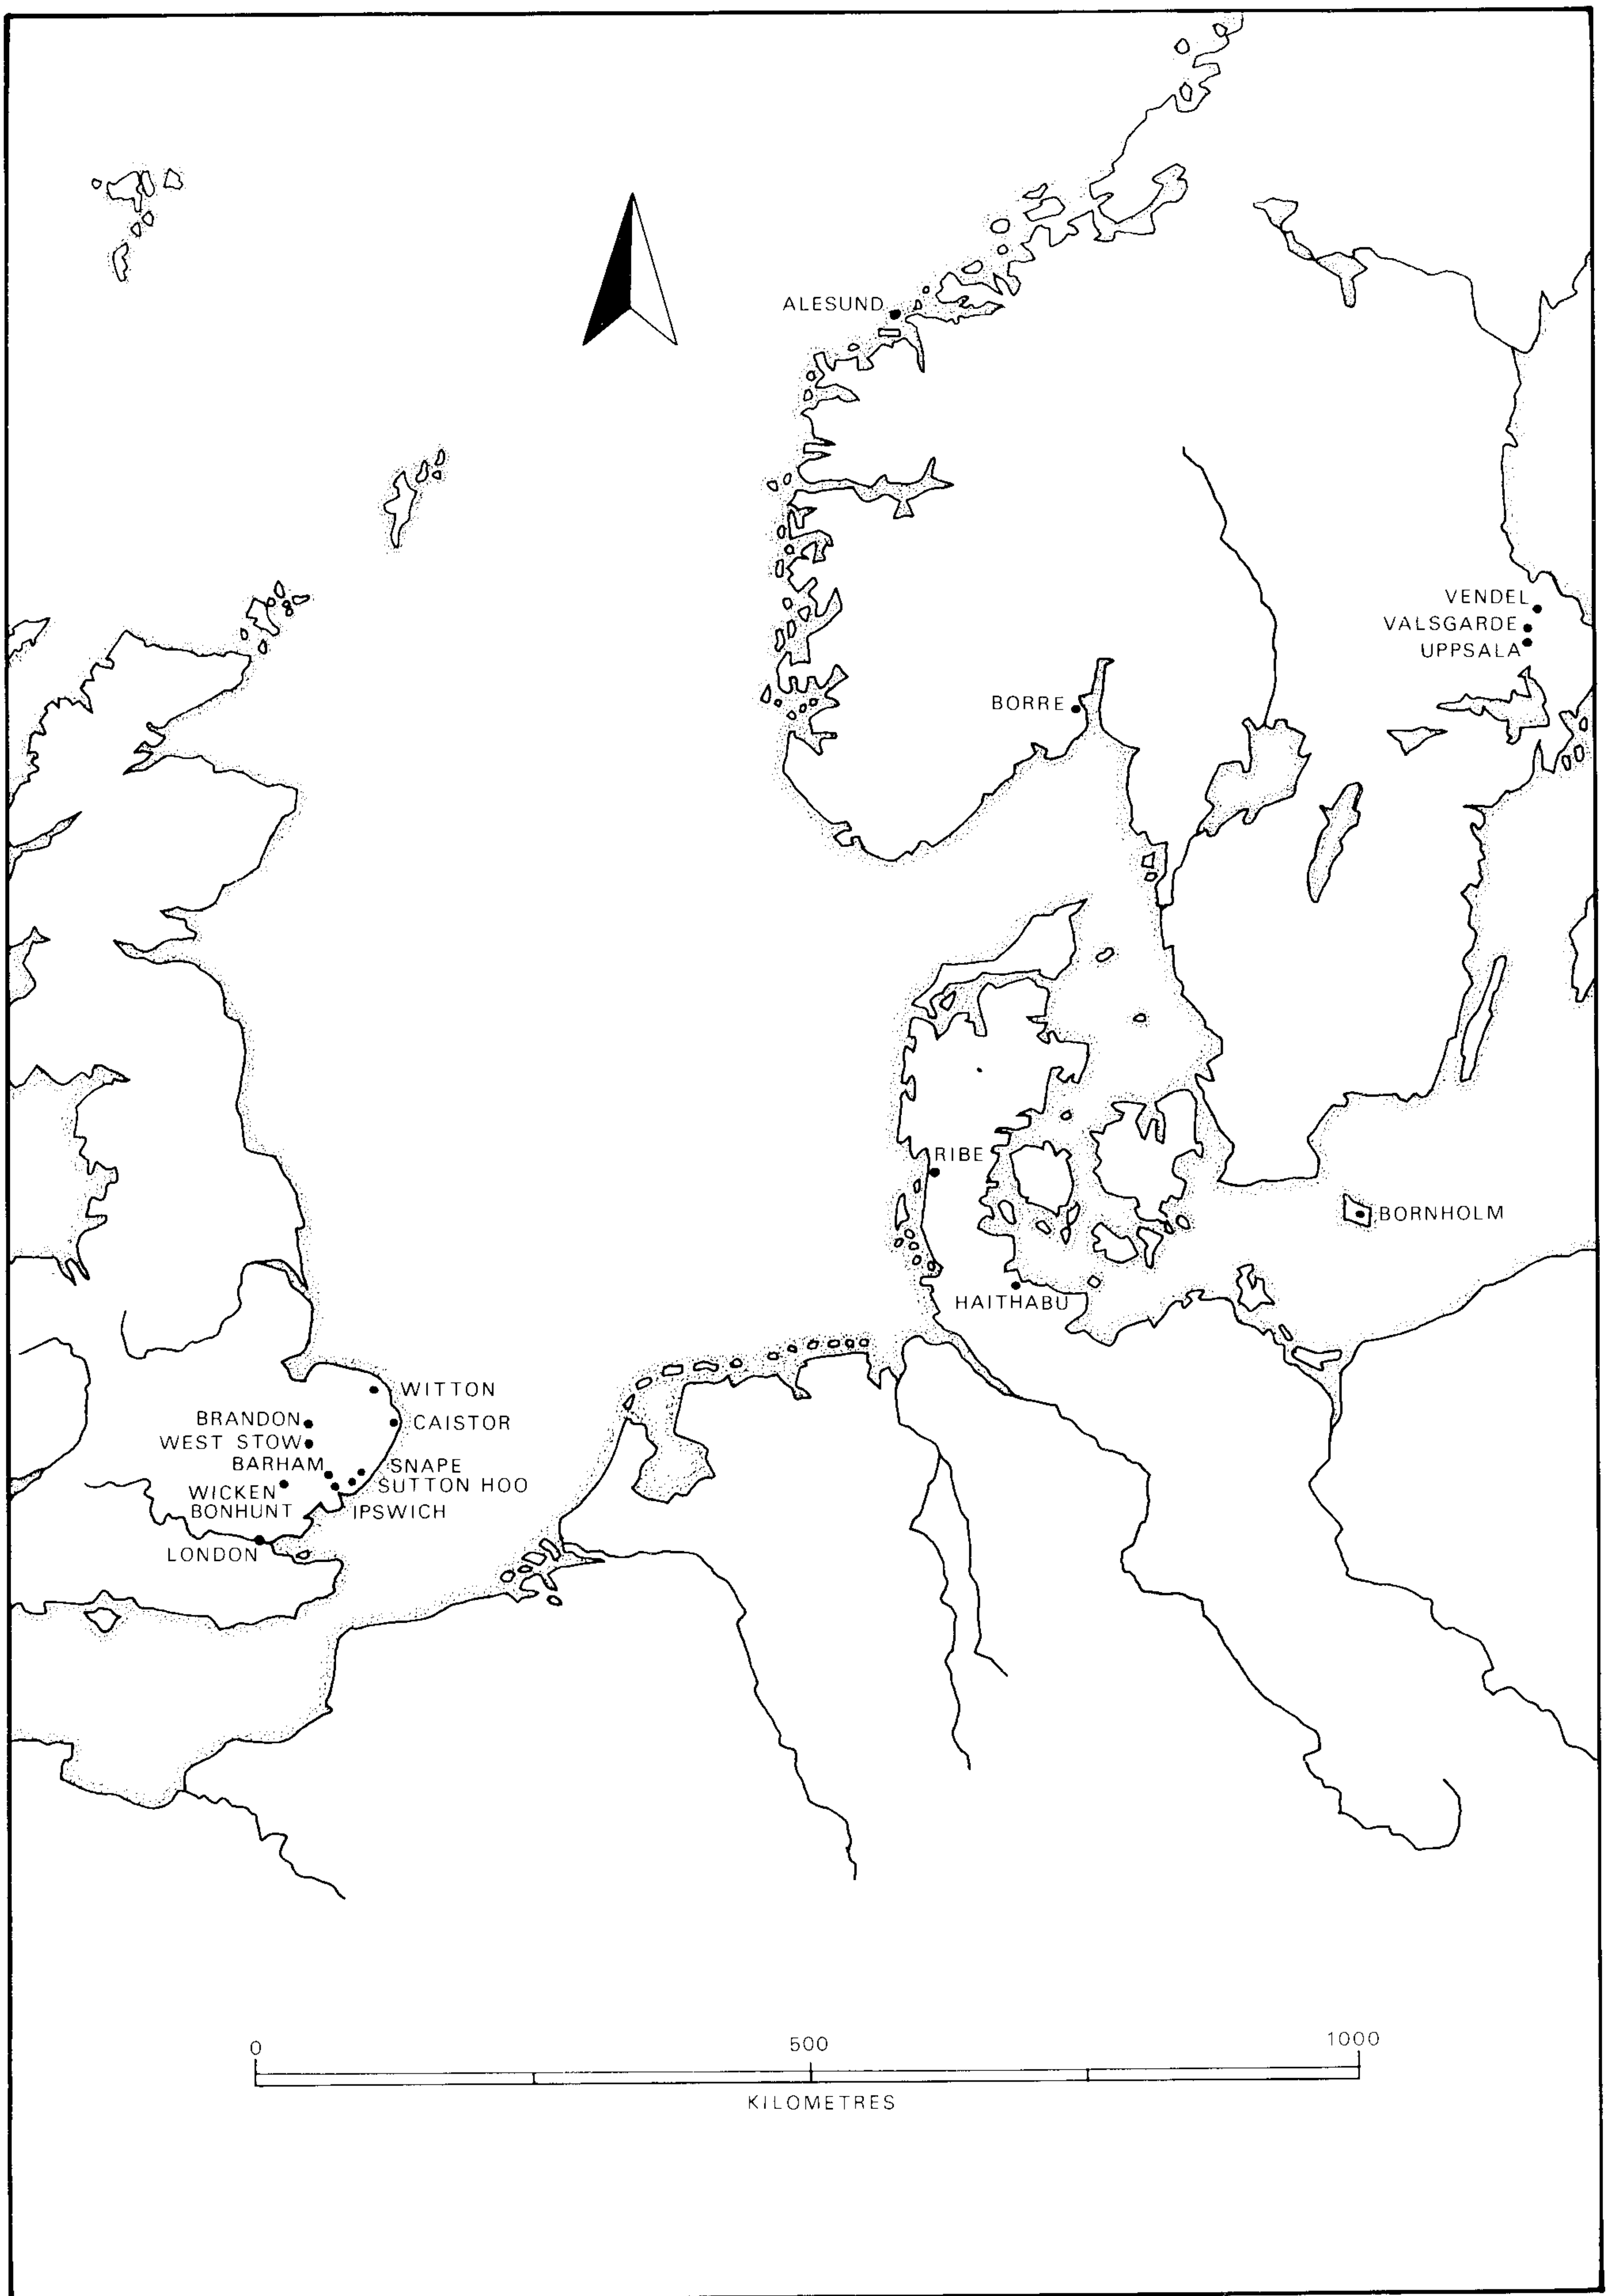 ALESUND
VENDEL
VALSGARDE
UPPSALA
BORRE
RIBE
BORNHOLM
HAITHABU
WITTON
BRANDON
CAISTOR
WEST STOW
BARHAM
SNAPE
SUTTON HOO
WICKEN
BONHUNT
IPSWICH
LONDON
0 500 1000
KILOMETRES